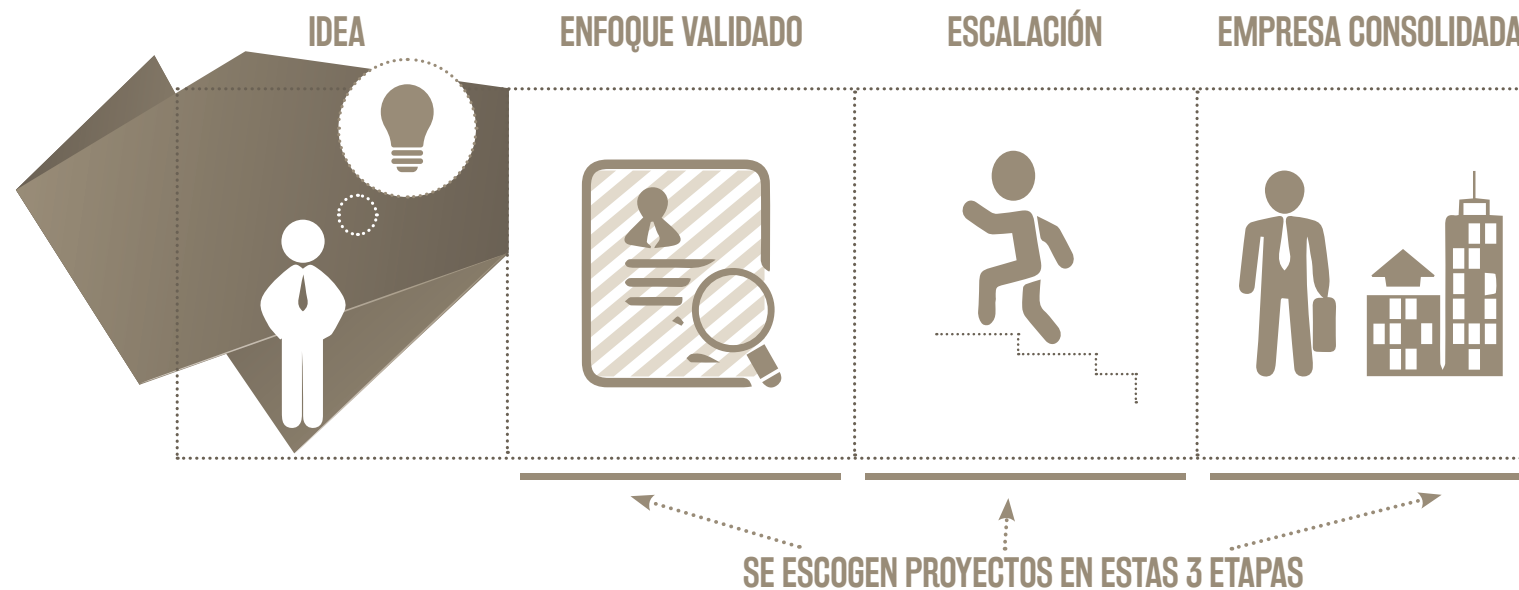 IDEA
ENFOQUE VALIDADO
ESCALACIÓN
EMPRESA CONSOLIDADA
SE ESCOGEN PROYECTOS EN ESTAS 3 ETAPAS